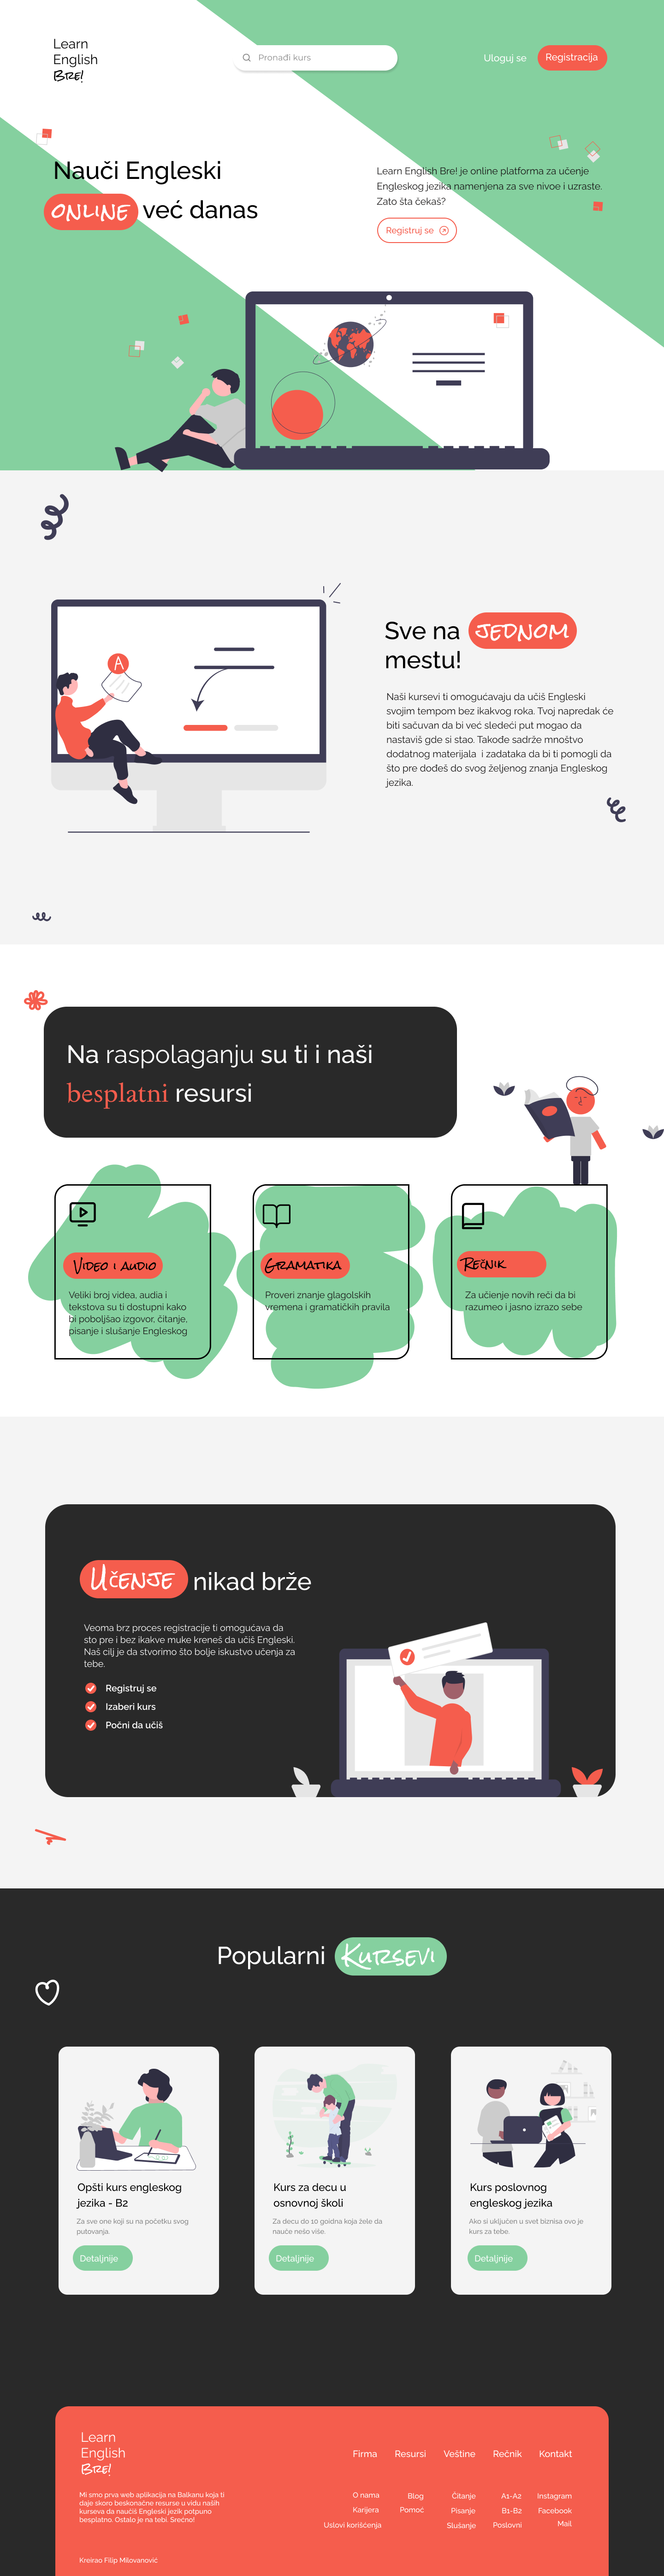 Learn
English
Bre!
Pronađi kurs
Uloguj se
Registracija
Nauči Engleski
online već danas
Learn English Bre! je online platforma za učenje
Engleskog jezika namenjena za sve nivoe i uzraste.
Zato šta čekaš?
Registruj se
A
Sve na jednom
mestu!
Naši kursevi ti omogućavaju da učiš Engleski
svojim tempom bez ikakvog roka. Tvoj napredak će
biti sačuvan da bi već sledeći put mogao da
nastaviš gde si stao. Takođe sadrže mnoštvo
dodatnog materijala i zadataka da bi ti pomogli da
što pre dođeš do svog željenog znanja Engleskog
jezika.
Na raspolaganju su ti i naši
besplatni resursi
Video i audio
Veliki broj videa, audia i
tekstova su ti dostupni kako
bi poboljšao izgovor, čitanje,
pisanje i slušanje Engleskog
Gramatika
Proveri znanje glagolskih
vremena i gramatičkih pravila
Rečnik
Za učienje novih reči da bi
razumeo i jasno izrazo sebe
Učenje nikad brže
Veoma brz proces registracije ti omogućava da
sto pre i bez ikakve muke kreneš da učiš Engleski.
Naš cilj je da stvorimo što bolje iskustvo učenja za
tebe.
Registruj se
Izaberi kurs
Počni da učiš
Popularni Kursevi
Opšti kurs engleskog
jezika - B2
Za sve one koji su na početku svog
putovanja.
Detaljnije
Kurs za decu u
osnovnoj školi
Za decu do 10 goidna koja žele da
nauče nešo više.
Detaljnije
Kurs poslovnog
engleskog jezika
Ako si uključen u svet biznisa ovo je
kurs za tebe.
Detaljnije
Learn
English
Bre!
Mi smo prva web aplikacija na Balkanu koja ti
daje skoro beskonačne resurse u vidu naših
kurseva da naučiš Engleski jezik potpuno
besplatno. Ostalo je na tebi. Srećno!
Kreirao Filip Milovanović
Firma
O nama
Karijera
Uslovi korišćenja
Resursi
Blog
Pomoć
Veštine
Čitanje
Pisanje
Slušanje
Rečnik
A1-A2
B1-B2
Poslovni
Kontakt
Instagram
Facebook
Mail